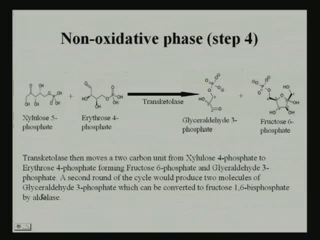 Non-oxidative phase (step 4)
+
Transketolase
+
Xylulose 5-
phosphate
Erythrose 4-
phosphate
Glyceraldehyde 3-
phosphate
Fructose 6-
phosphate
Transketolase then moves a two carbon unit from Xylulose 4-phosphate to
Erythrose 4-phosphate forming Fructose 6-phosphate and Glyceraldehyde 3-
phosphate. A second round of the cycle would produce two molecules of
Glyceraldehyde 3-phosphate which can be converted to fructose 1,6-bisphosphate
by aldolase.